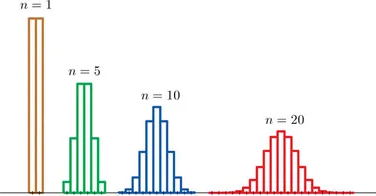 n = 1
n = 5
n = 10
n = 20